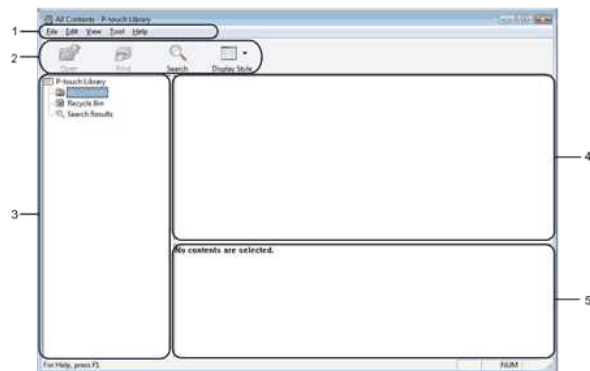 All Contents - P-touch Library
1
File Edit View Tool Help
2
Open Print Search Display Style
P-touch Library
Recycle Bin
Search Results
3
4
No contents are selected.
5
For Help, press F1
NUM